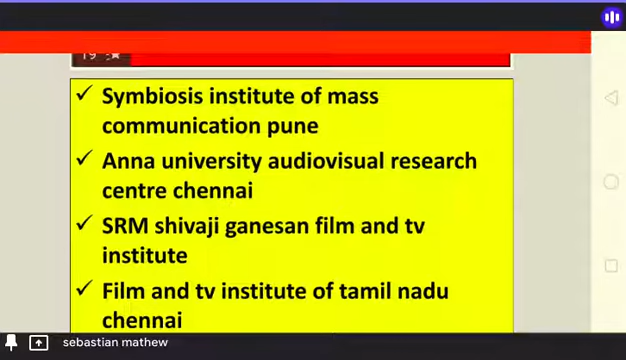 19
✓ Symbiosis institute of mass
communication pune
✓ Anna university audiovisual research
centre chennai
✓ SRM shivaji ganesan film and tv
institute
✓ Film and tv institute of tamil nadu
chennai
sebastian mathew